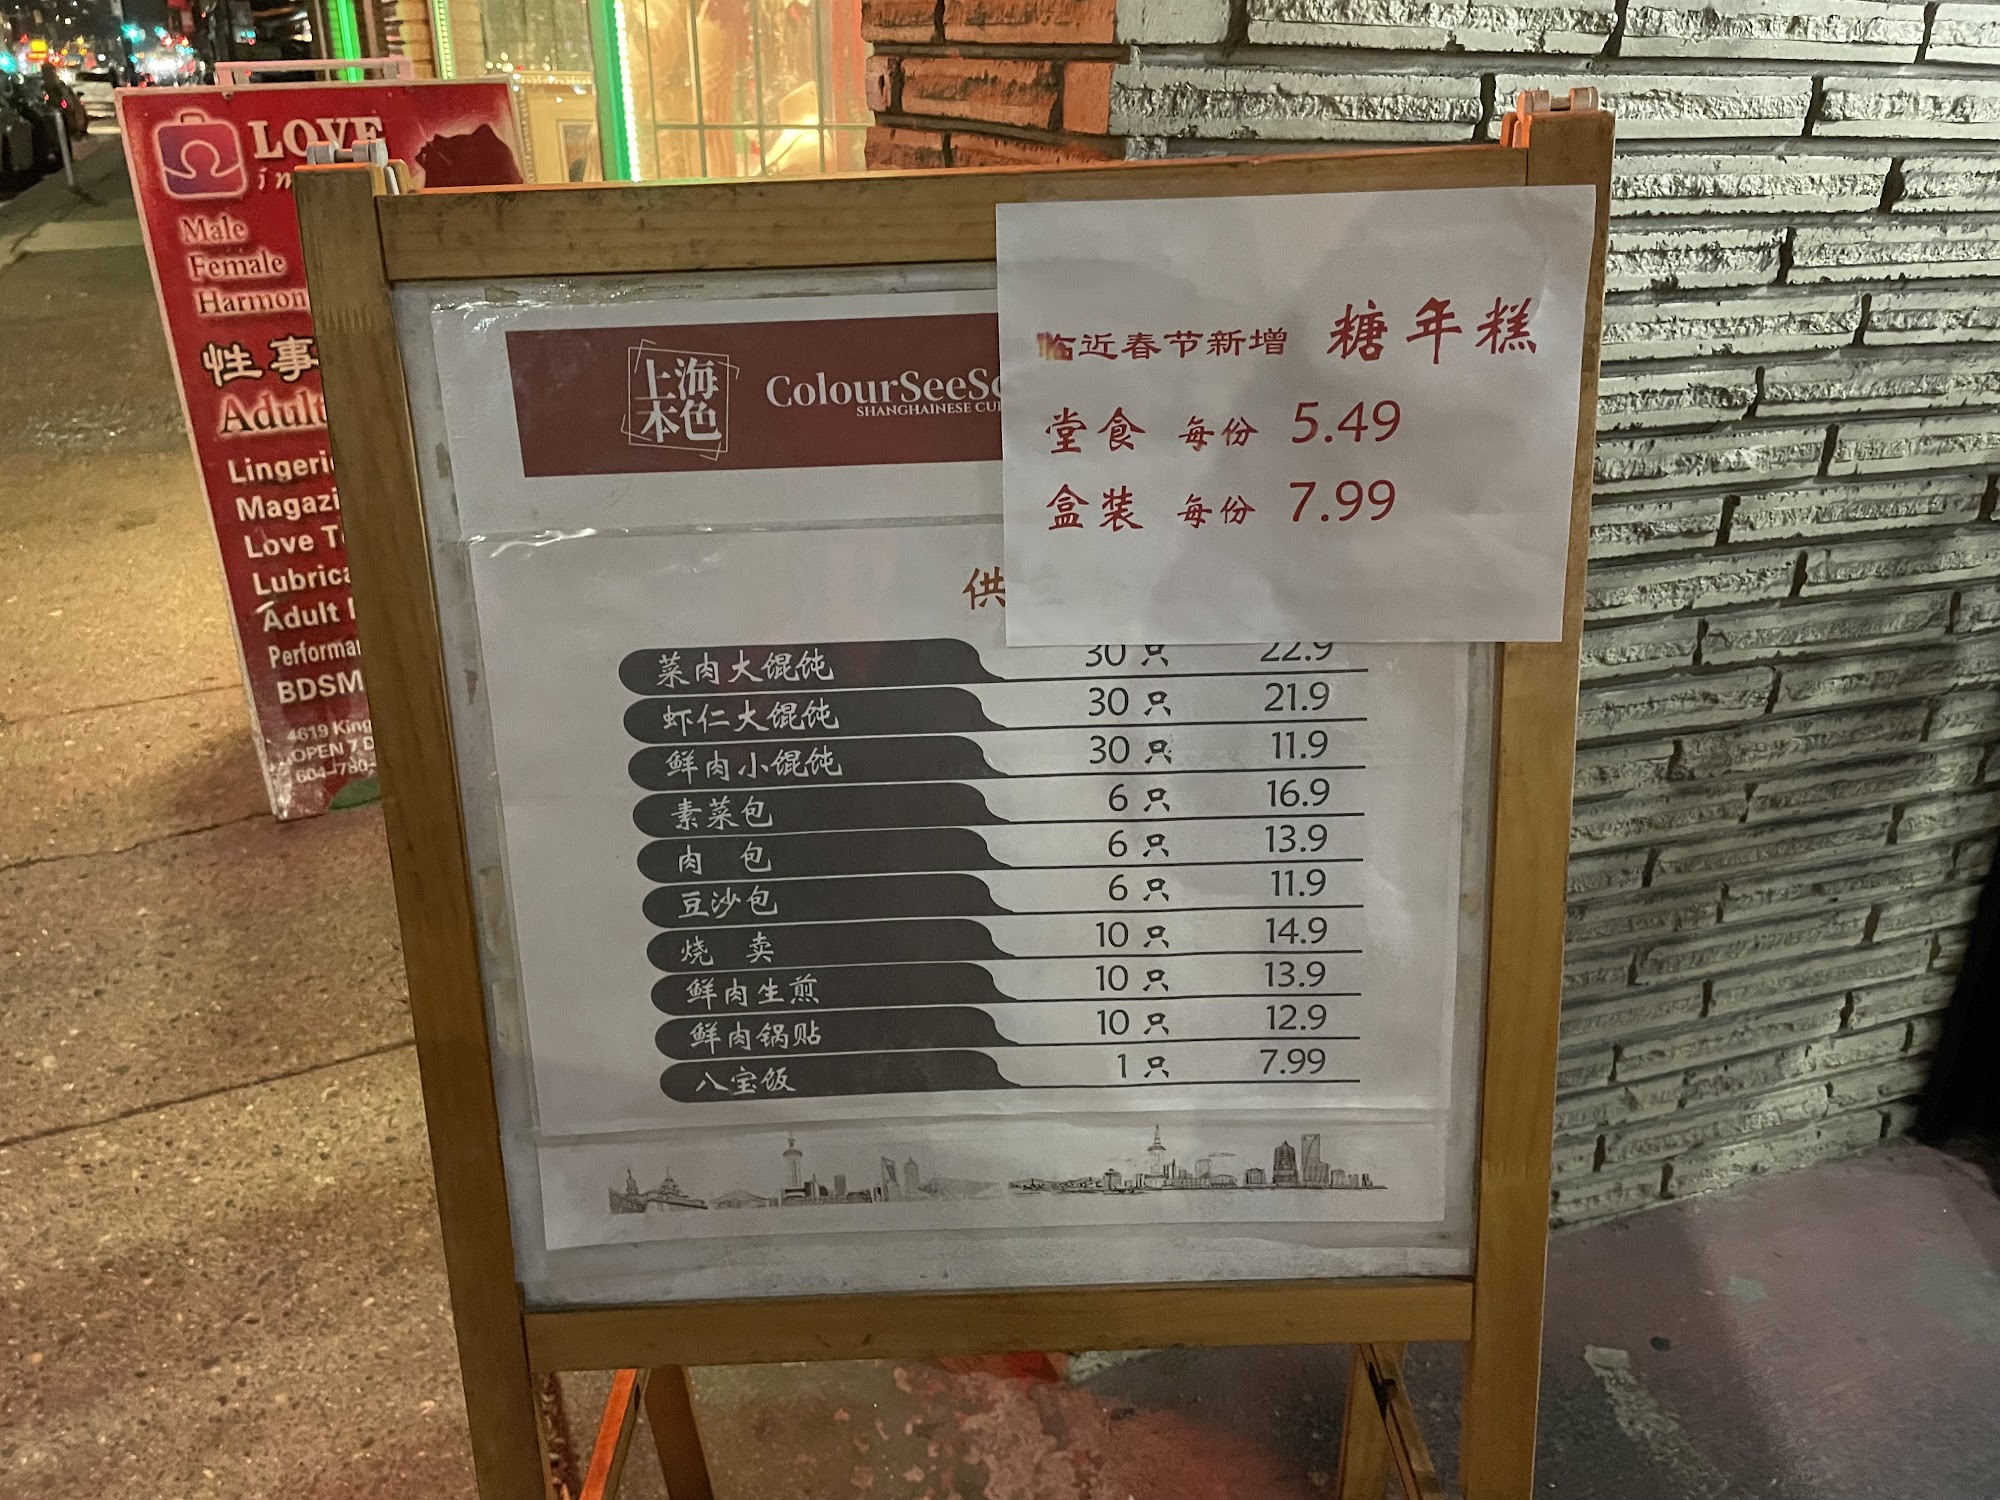 LOVE
Male
Female
性事
Adult
Magazi
Love T
Adult
BDSM
4619 King
OPEN 7 D
上海
本色
ColourSeeS
SHANGHAINESE CU
临近春节新增 糖年糕
堂食 每份 5.49
盒装 每份 7.99
供
菜肉大馄饨 30 只 22.9
虾仁大馄饨 30 只 21.9
鲜肉小馄饨 30 只 11.9
素菜包 6 只 16.9
肉 包 6 只 13.9
豆沙包 6 只 11.9
烧 卖 10 只 14.9
鲜肉生煎 10 只 13.9
鲜肉锅贴 10 只 12.9
八宝饭 1 只 7.99